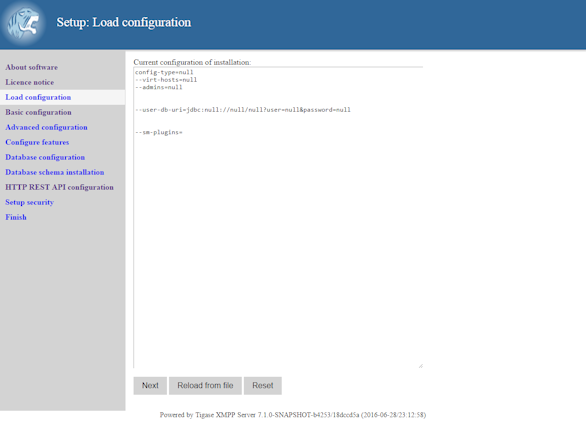 Setup: Load configuration
About software
Licence notice
Load configuration
Basic configuration
Advanced configuration
Configure features
Database configuration
Database schema installation
HTTP REST API configuration
Setup security
Finish
Current configuration of installation:
config-type=null
--virt-hosts=null
--admins=null
--user-db-uri=jdbc:null://null/null?user=null&password=null
--sm-plugins=
Next Reload from file Reset
Powered by Tigase XMPP Server 7.1.0-SNAPSHOT-b4253/18dccd5a (2016-06-28/23:12:58)